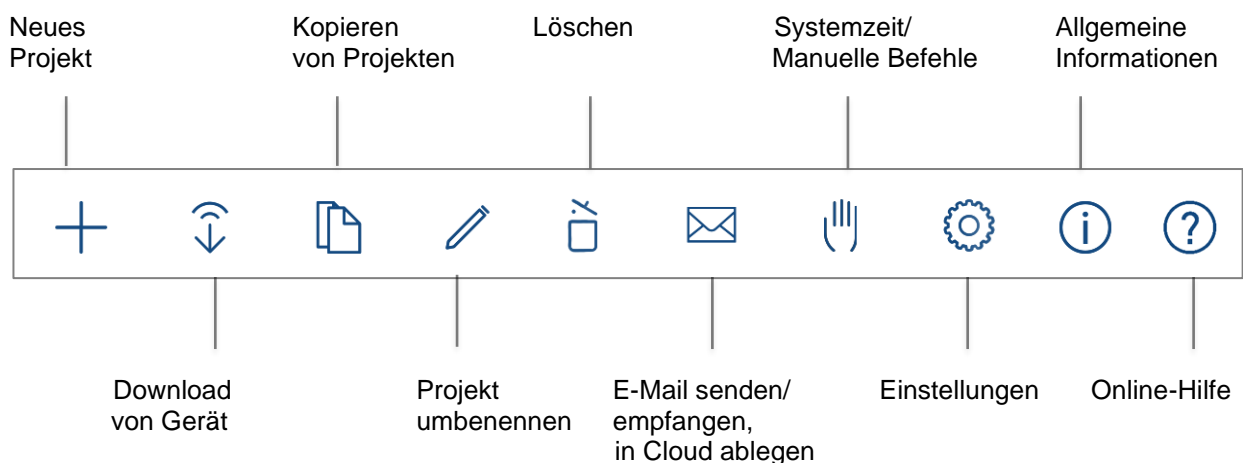 Neues
Projekt
Kopieren
von Projekten
Löschen
Systemzeit/
Manuelle Befehle
Allgemeine
Informationen
Download
von Gerät
Projekt
umbenennen
E-Mail senden/
empfangen,
in Cloud ablegen
Einstellungen
Online-Hilfe